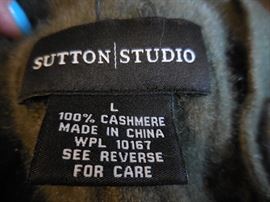 SUTTON|STUDIO
L
100% CASHMERE
MADE IN CHINA
WPL 10167
SEE REVERSE
FOR CARE